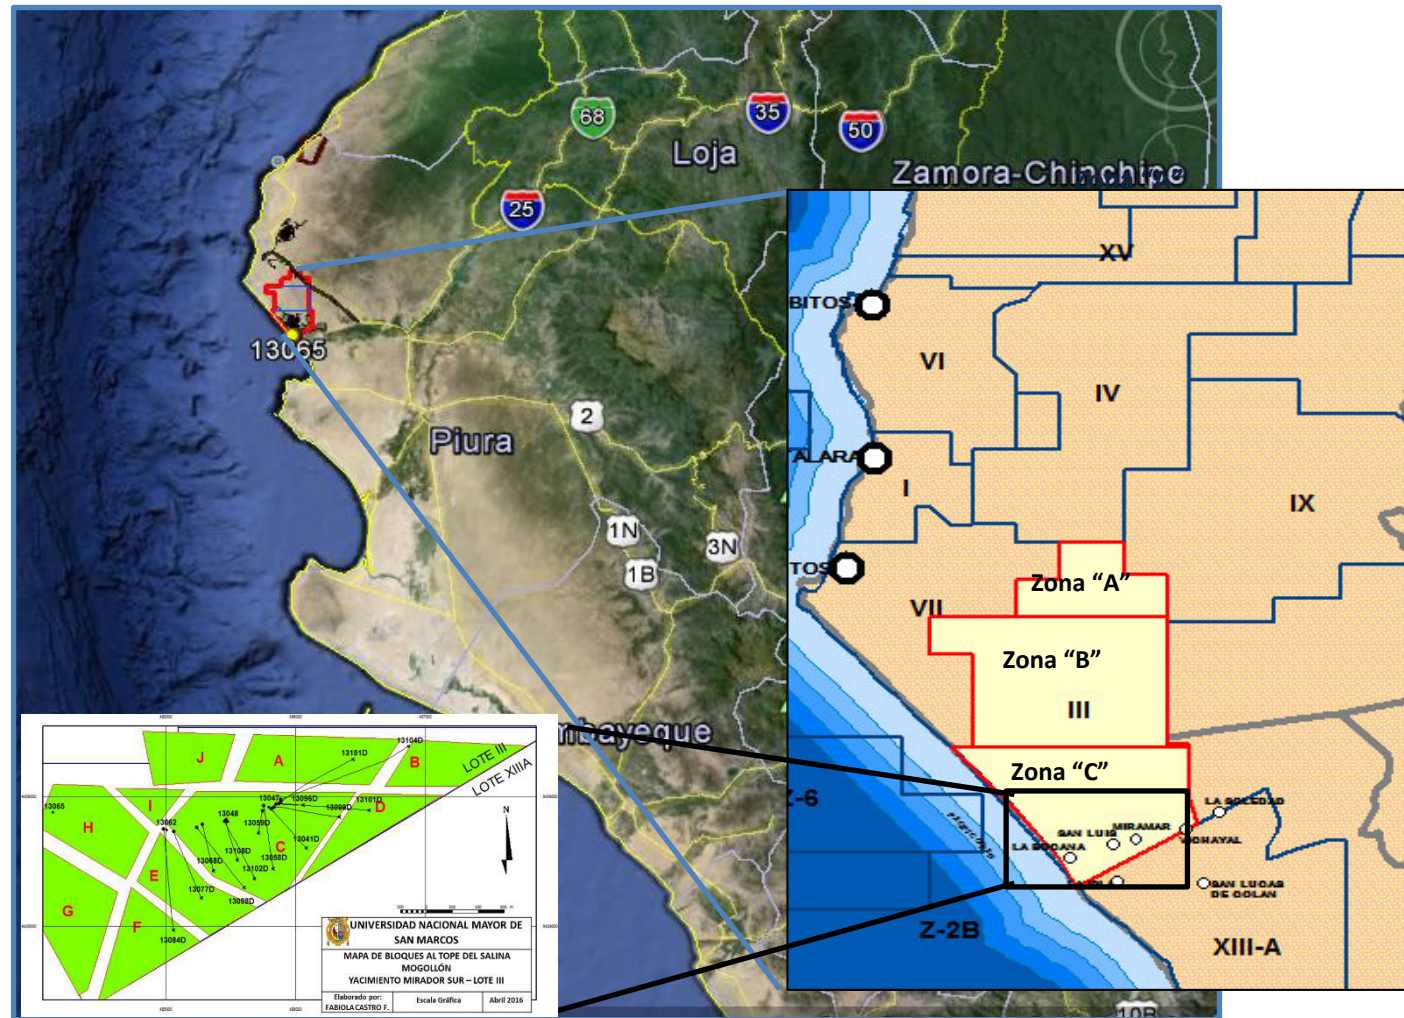 68
35
50
Loja
Zamora-Chinchipe
25
13065
2
Piura
1N
3N
1B
mbayeque
10B
XV
BITOS
VI
IV
ALARA
I
IX
TOS
Zona “A”
VII
Zona “B”
III
Zona “C”
Z-6
LA SOLEDAD
MIRAMAR
SAN LUIS
VICHAYAL
LA BOCANA
SAN LUCAS
DE COLAN
Z-2B
XIII-A
13104D
J
A
13151D
B
LOTE III
LOTE XIIIA
13065
I
13047
13096D
13101D
D
13048
13099D
13062
H
13059D
13041D
C
13108D
13068D
13058D
E
13102D
13077D
13098D
G
F
13084D
N
UNIVERSIDAD NACIONAL MAYOR DE
SAN MARCOS
MAPA DE BLOQUES AL TOPE DEL SALINA
MOGOLLÓN
YACIMIENTO MIRADOR SUR – LOTE III
Elaborado por:
FABIOLA CASTRO F.
Escala Gráfica
Abril 2016